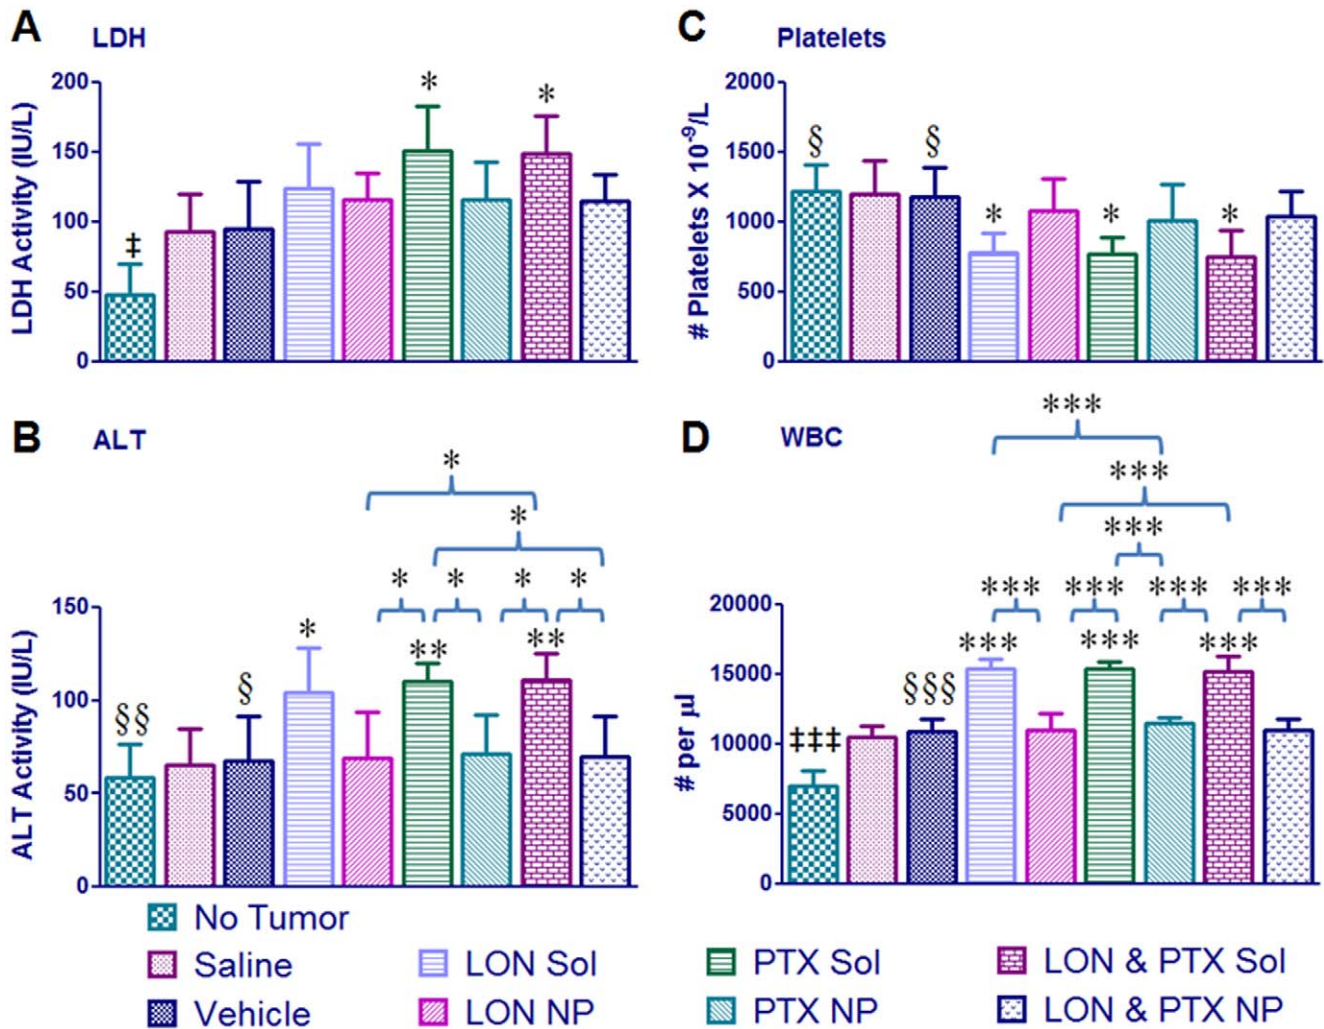 A LDH
LDH Activity (IU/L)
200
150
100
50
0
‡
*
*
C Platelets
# Platelets X 10-9/L
2000
1500
1000
500
0
§
§
*
*
*
B ALT
ALT Activity (IU/L)
*
*
* * * *
150
100
50
0
§§
§
*
**
**
D WBC
# per µl
***
***
***
*** *** *** ***
20000
15000
10000
5000
0
‡‡‡
§§§
***
***
***
No Tumor
Saline
Vehicle
LON Sol
LON NP
PTX Sol
PTX NP
LON & PTX Sol
LON & PTX NP